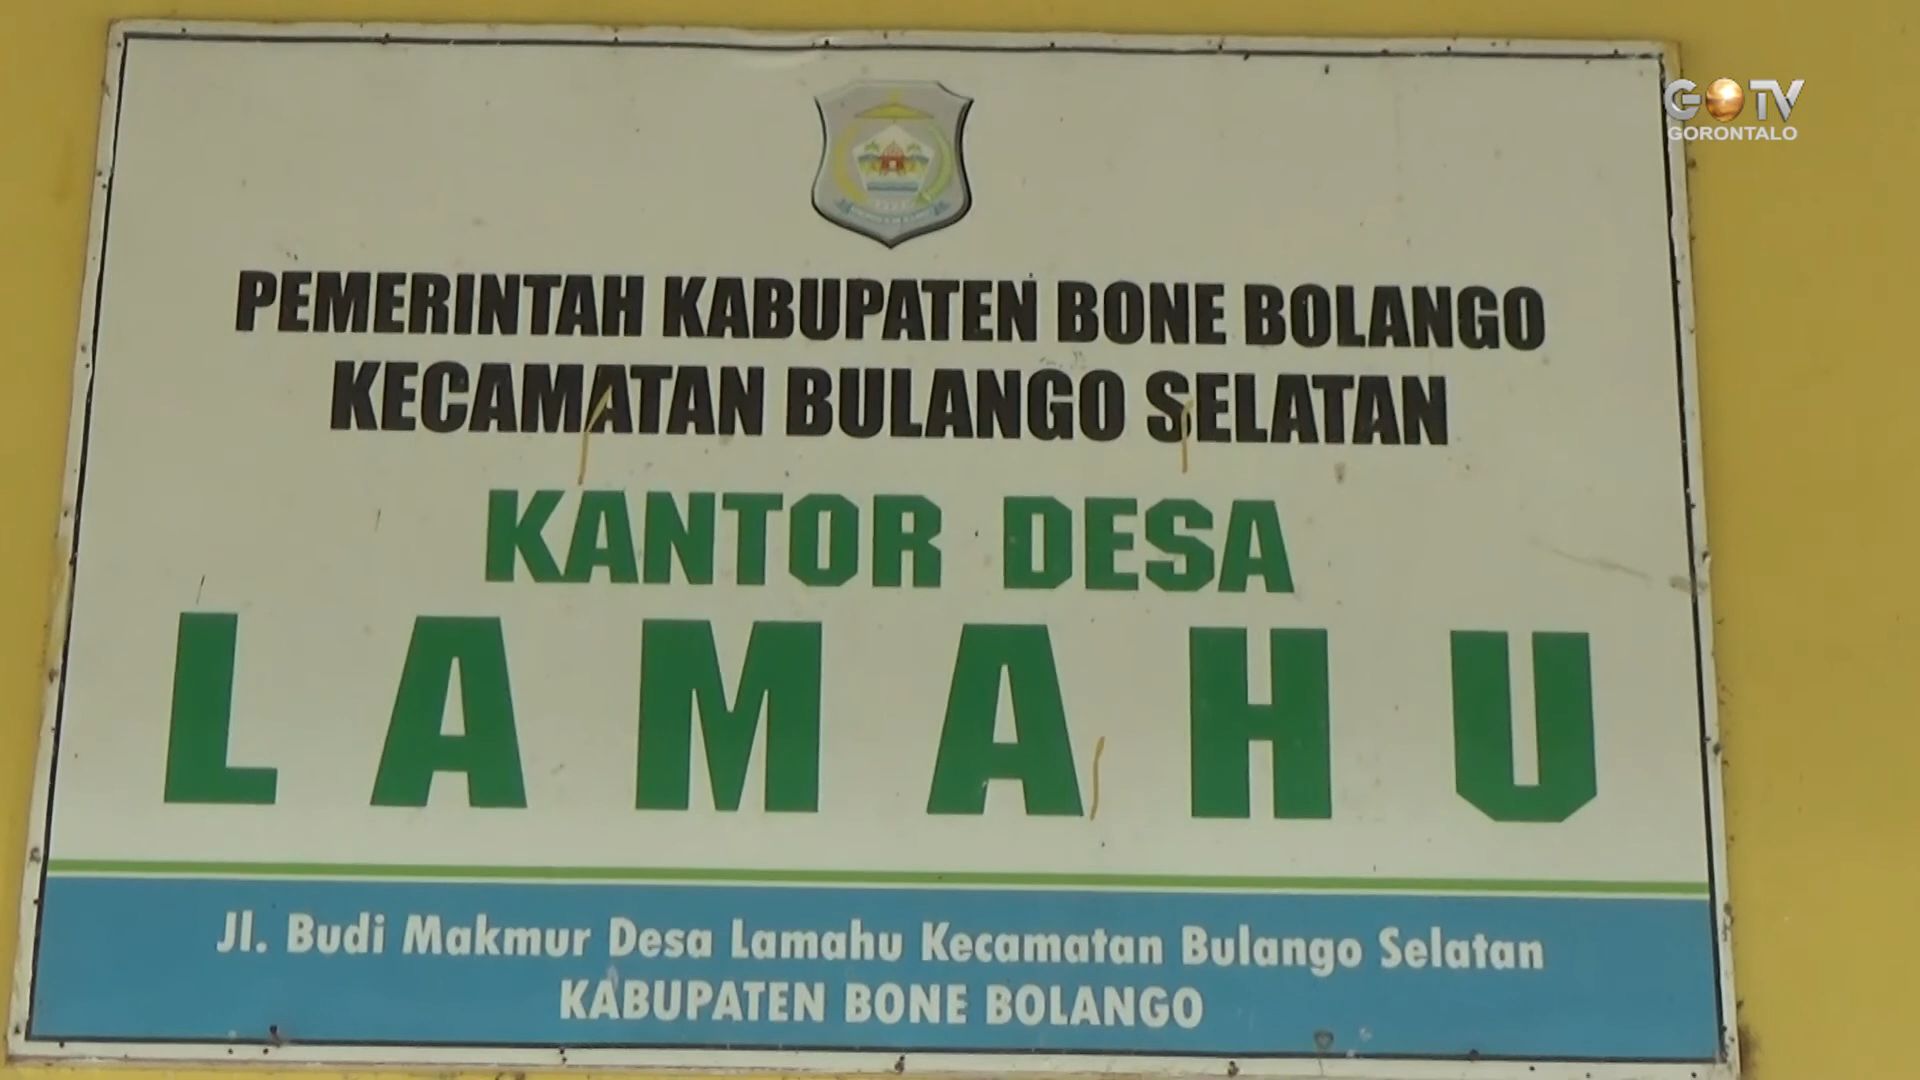 GOTV
GORONTALO
PEMERINTAH KABUPATEN BONE BOLANGO
KECAMATAN BULANGO SELATAN
KANTOR DESA
LAMAHU
Jl. Budi Makmur Desa Lamahu Kecamatan Bulango Selatan
KABUPATEN BONE BOLANGO